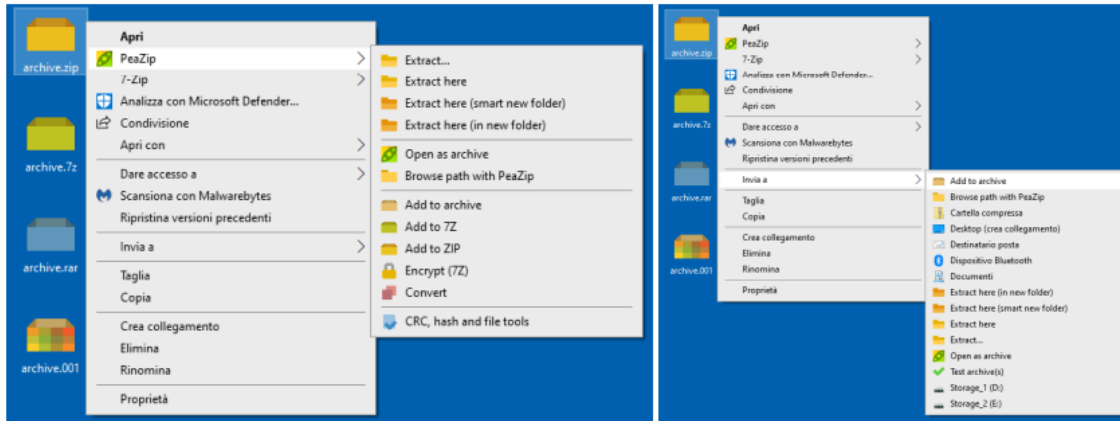 archive.zip
archive.7z
archive.rar
archive.001
Apri
PeaZip
7-Zip
Analizza con Microsoft Defender...
Condivisione
Apri con
Dare accesso a
Scansiona con Malwarebytes
Ripristina versioni precedenti
Invia a
Taglia
Copia
Crea collegamento
Elimina
Rinomina
Proprietà
Extract...
Extract here
Extract here (smart new folder)
Extract here (in new folder)
Open as archive
Browse path with PeaZip
Add to archive
Add to 7Z
Add to ZIP
Encrypt (7Z)
Convert
CRC, hash and file tools
archive.zip
archive.7z
archive.rar
archive.001
Apri
PeaZip
7-Zip
Analizza con Microsoft Defender...
Condivisione
Apri con
Dare accesso a
Scansiona con Malwarebytes
Ripristina versioni precedenti
Invia a
Taglia
Copia
Crea collegamento
Elimina
Rinomina
Proprietà
Add to archive
Browse path with PeaZip
Cartella compressa
Desktop (crea collegamento)
Destinatario posta
Dispositivo Bluetooth
Documenti
Extract here (in new folder)
Extract here (smart new folder)
Extract here
Extract...
Open as archive
Test archive(s)
Storage_1 (D:)
Storage_2 (E:)